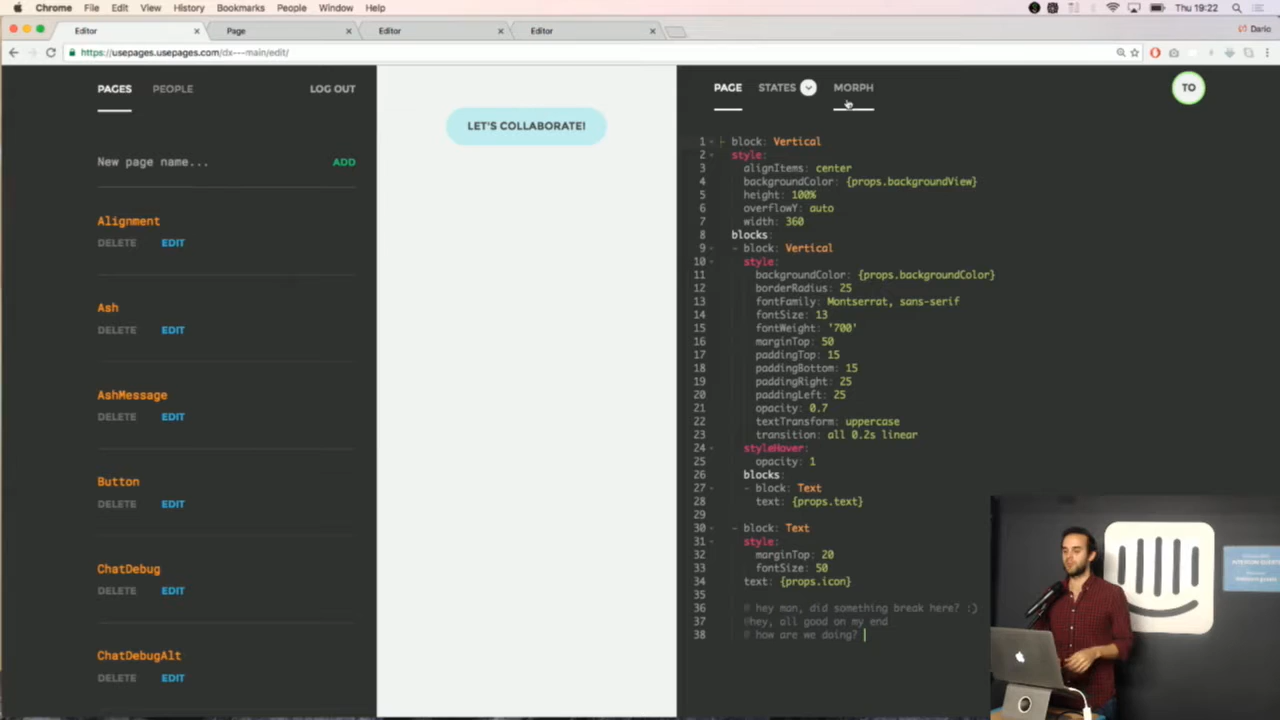 Chrome File Edit View History Bookmarks People Window Help Thu 19:22
Editor Page Editor Editor Dario
https://usepages.usepages.com/dx---main/edit/
PAGES PEOPLE LOG OUT
New page name... ADD
Alignment
DELETE EDIT
Ash
DELETE EDIT
AshMessage
DELETE EDIT
Button
DELETE EDIT
ChatDebug
DELETE EDIT
ChatDebugAlt
DELETE EDIT
LET'S COLLABORATE!
PAGE STATES MORPH TO
1 - block: Vertical
2 style:
3 alignItems: center
4 backgroundColor: {props.backgroundView}
5 height: 100%
6 overflowY: auto
7 width: 360
8 blocks:
9 - block: Vertical
10 style:
11 backgroundColor: {props.backgroundColor}
12 borderRadius: 25
13 fontFamily: Montserrat, sans-serif
14 fontSize: 13
15 fontWeight: '700'
16 marginTop: 50
17 paddingTop: 15
18 paddingBottom: 15
19 paddingRight: 25
20 paddingLeft: 25
21 opacity: 0.7
22 textTransform: uppercase
23 transition: all 0.2s linear
24 styleHover:
25 opacity: 1
26 blocks:
27 - block: Text
28 text: {props.text}
29
30 - block: Text
31 style:
32 marginTop: 20
33 fontSize: 50
34 text: {props.icon}
35
36 # hey man, did something break here? :)
37 #hey, all good on my end
38 # how are we doing?